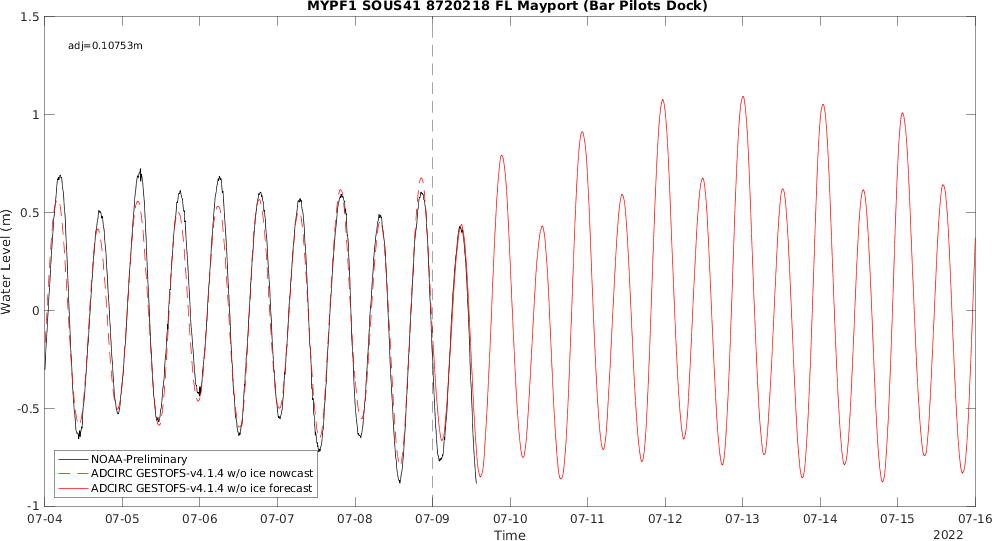 MYPF1 SOUS41 8720218 FL Mayport (Bar Pilots Dock)
1.5
adj=0.10753m
1
0.5
0
-0.5
-1
Water Level (m)
NOAA-Preliminary
ADCIRC GESTOFS-v4.1.4 w/o ice nowcast
ADCIRC GESTOFS-v4.1.4 w/o ice forecast
07-04 07-05 07-06 07-07 07-08 07-09 07-10 07-11 07-12 07-13 07-14 07-15 07-16
Time
2022